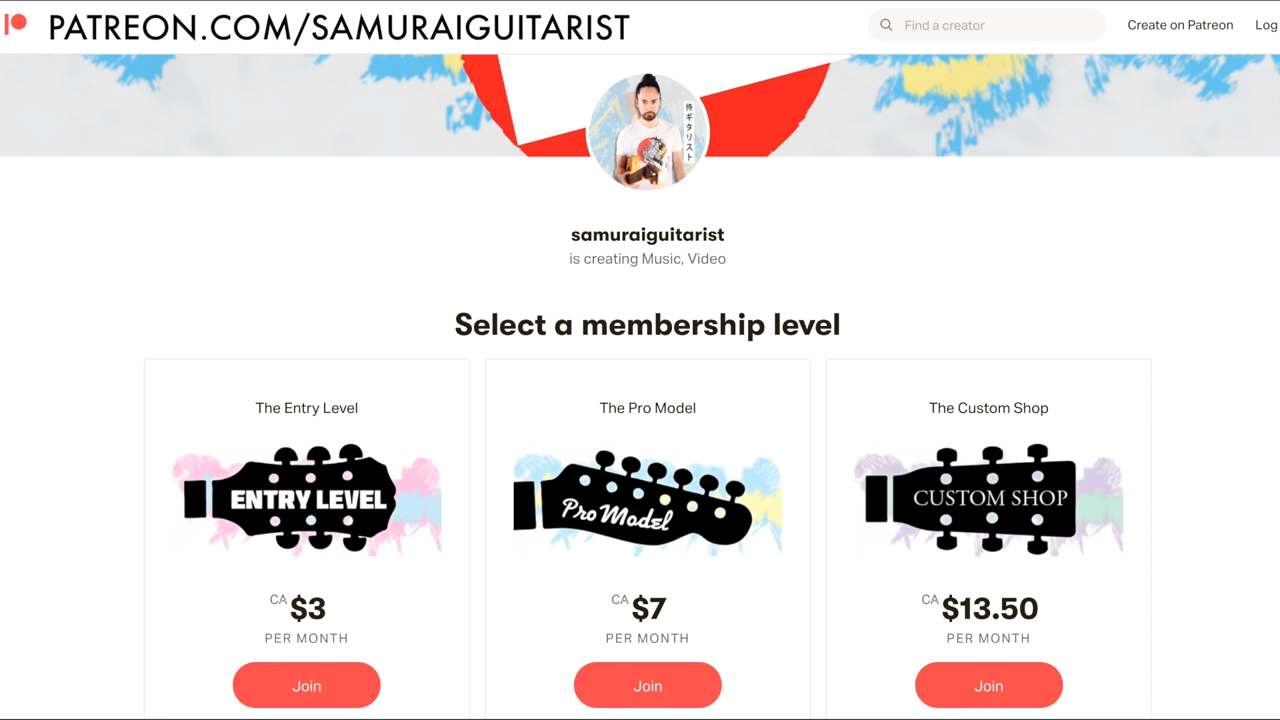 PATREON.COM/SAMURAIGUITARIST
Find a creator
Create on Patreon
Log
侍ギタリスト
samuraiguitarist
is creating Music, Video
Select a membership level
The Entry Level
The Pro Model
The Custom Shop
ENTRY LEVEL
Pro Model
CUSTOM SHOP
CA $3
CA $7
CA $13.50
PER MONTH
PER MONTH
PER MONTH
Join
Join
Join